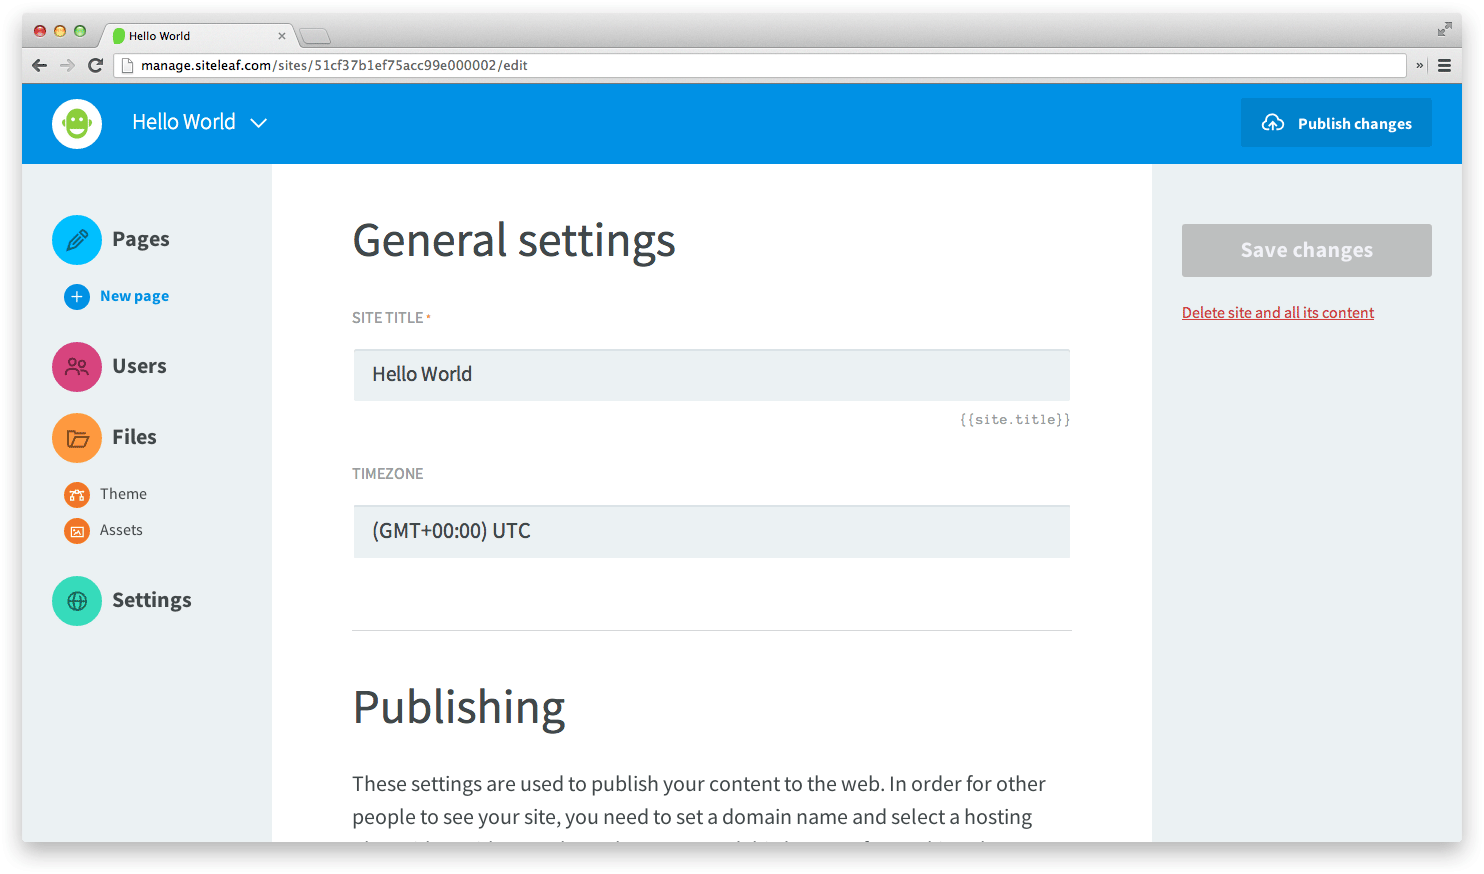 Hello World
manage.siteleaf.com/sites/51cf37b1ef75acc99e000002/edit
Hello World
Publish changes
Pages
New page
Users
Files
Theme
Assets
Settings
General settings
SITE TITLE *
Hello World
{{site.title}}
TIMEZONE
(GMT+00:00) UTC
Publishing
These settings are used to publish your content to the web. In order for other
people to see your site, you need to set a domain name and select a hosting
Save changes
Delete site and all its content